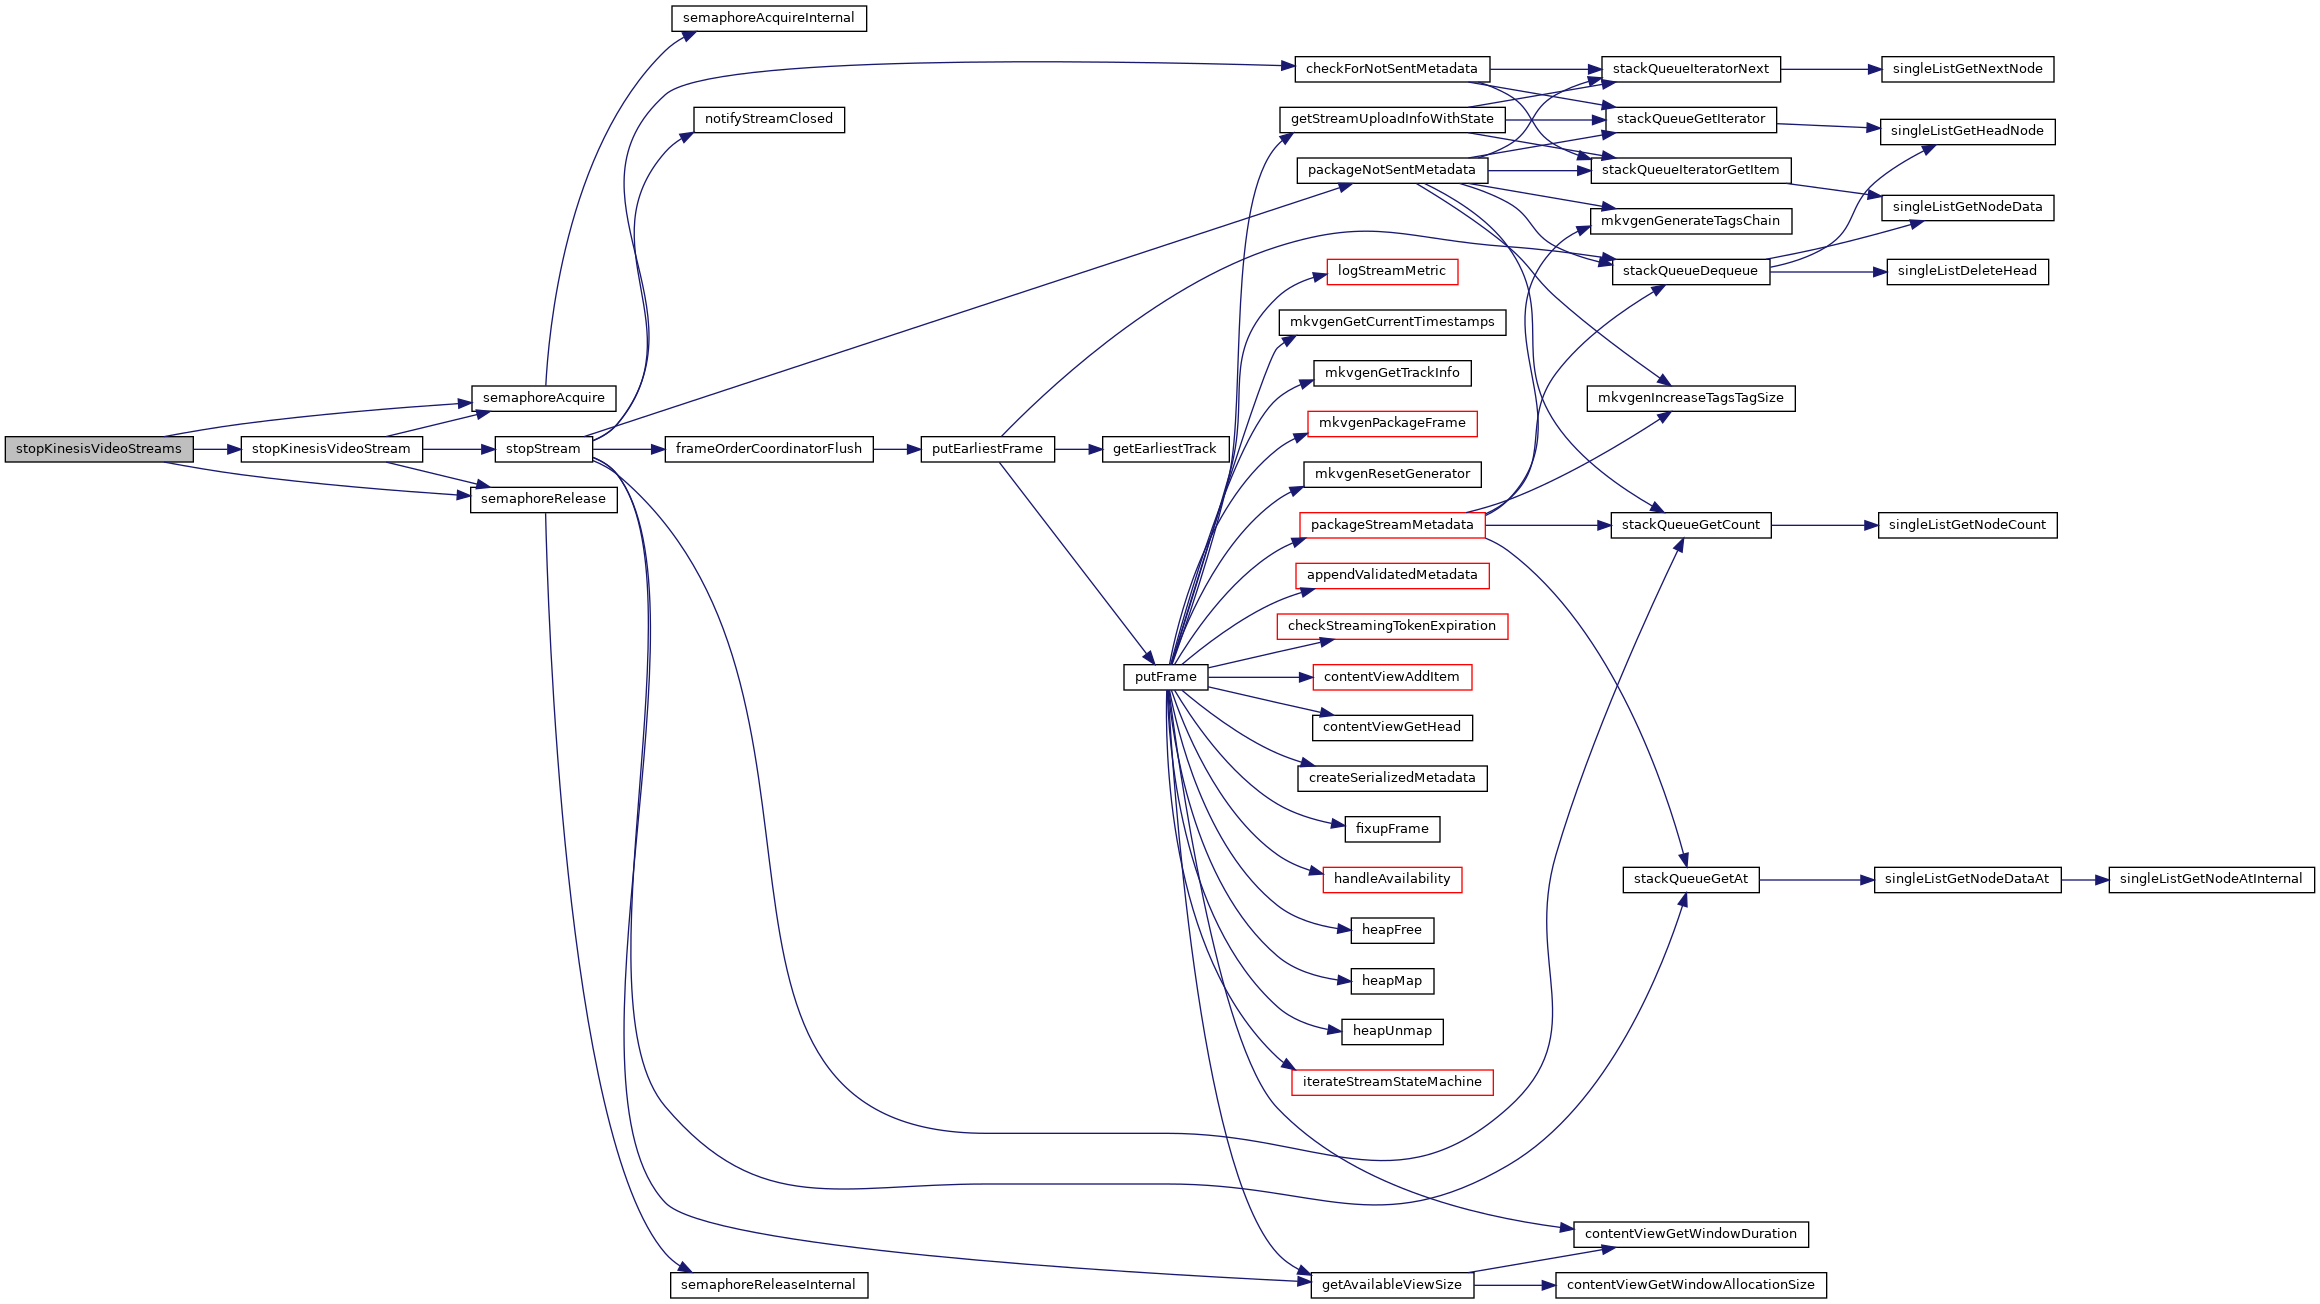 stopKinesisVideoStreams
stopKinesisVideoStream
semaphoreAcquire
semaphoreRelease
stopStream
semaphoreAcquireInternal
notifyStreamClosed
frameOrderCoordinatorFlush
semaphoreReleaseInternal
putEarliestFrame
getEarliestTrack
putFrame
checkForNotSentMetadata
getStreamUploadInfoWithState
packageNotSentMetadata
logStreamMetric
mkvgenGetCurrentTimestamps
mkvgenGetTrackInfo
mkvgenPackageFrame
mkvgenResetGenerator
packageStreamMetadata
appendValidatedMetadata
checkStreamingTokenExpiration
contentViewAddItem
contentViewGetHead
createSerializedMetadata
fixupFrame
handleAvailability
heapFree
heapMap
heapUnmap
iterateStreamStateMachine
getAvailableViewSize
stackQueueIteratorNext
stackQueueGetIterator
stackQueueIteratorGetItem
mkvgenGenerateTagsChain
stackQueueDequeue
mkvgenIncreaseTagsTagSize
stackQueueGetCount
stackQueueGetAt
contentViewGetWindowDuration
contentViewGetWindowAllocationSize
singleListGetNextNode
singleListGetHeadNode
singleListGetNodeData
singleListDeleteHead
singleListGetNodeCount
singleListGetNodeDataAt
singleListGetNodeAtInternal